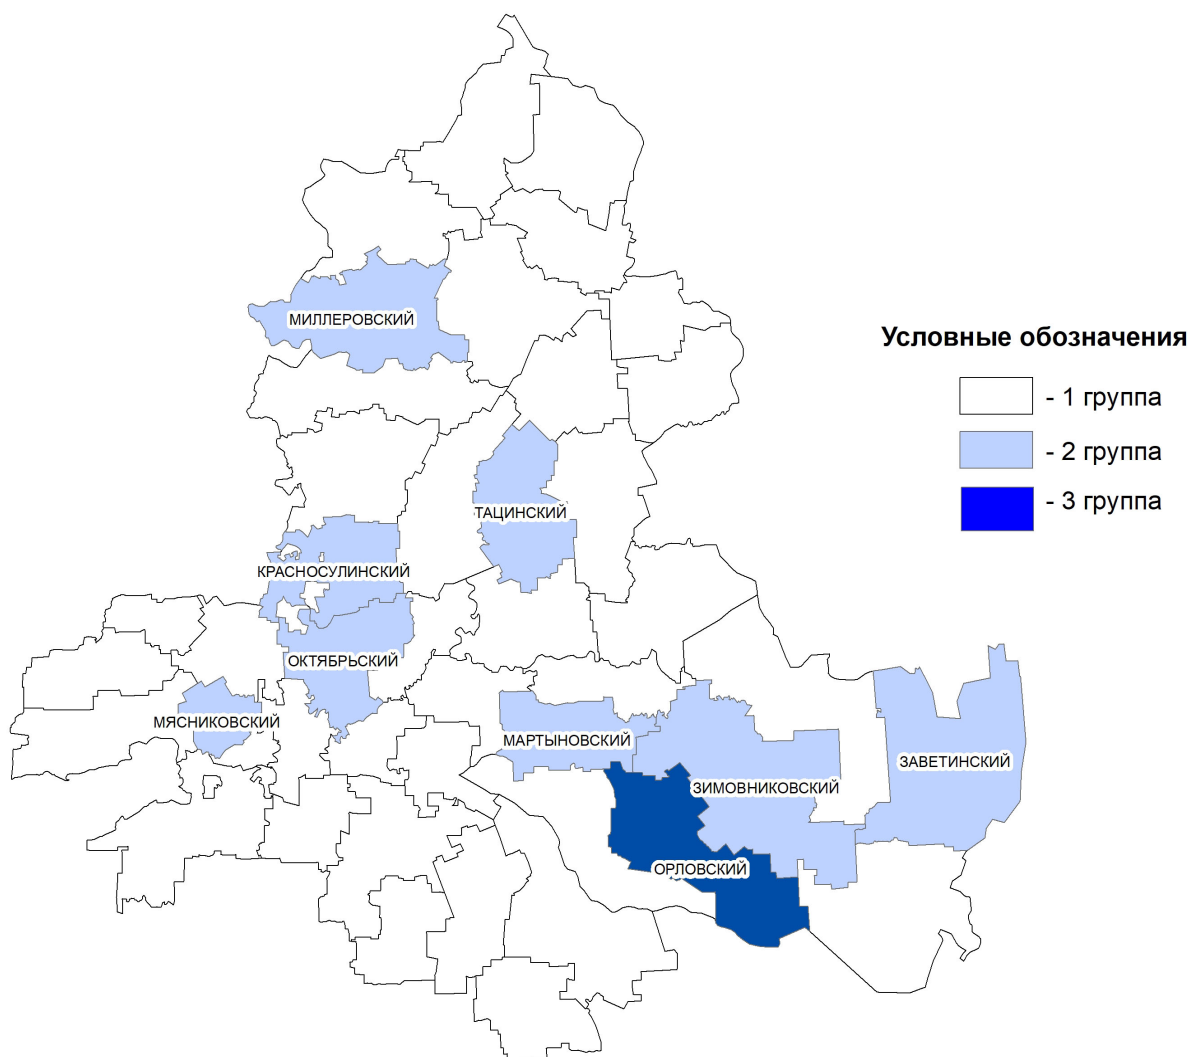 МИЛЛЕРОВСКИЙ
Условные обозначения
- 1 группа
- 2 группа
- 3 группа
ТАЦИНСКИЙ
КРАСНОСУЛИНСКИЙ
ОКТЯБРЬСКИЙ
МЯСНИКОВСКИЙ
МАРТЫНОВСКИЙ
ЗАВЕТИНСКИЙ
ЗИМОВНИКОВСКИЙ
ОРЛОВСКИЙ